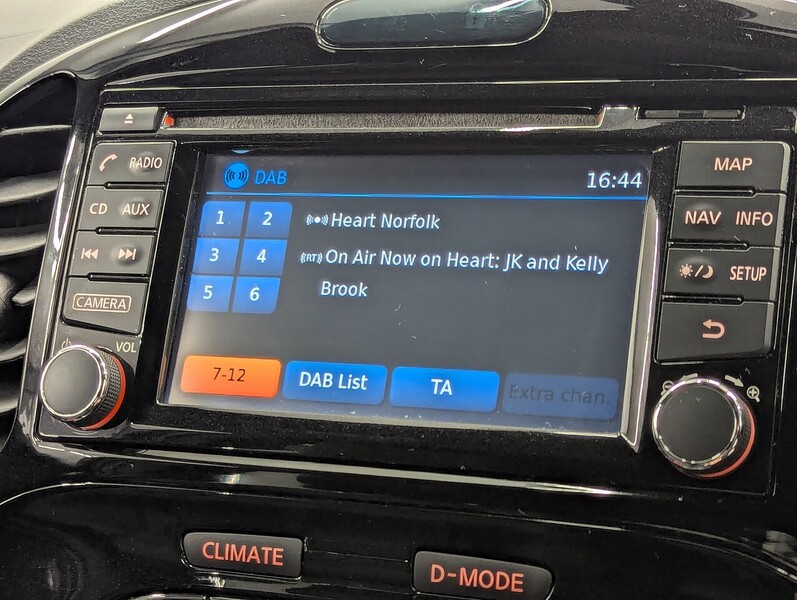 RADIO
CD AUX
CAMERA
VOL
DAB
16:44
1 2
3 4
5 6
Heart Norfolk
(RT) On Air Now on Heart: JK and Kelly
Brook
7-12
DAB List
TA
Extra chan.
MAP
NAV INFO
SETUP
CLIMATE
D-MODE